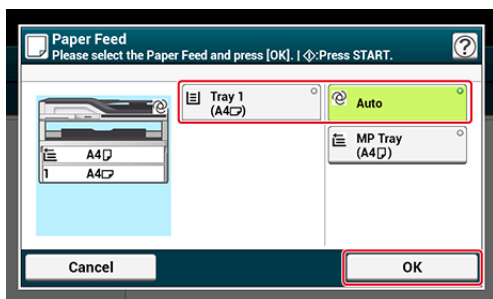 Paper Feed
Please select the Paper Feed and press [OK]. | :Press START.
?
Tray 1
(A4)
Auto
MP Tray
(A4)
A4
1 A4
Cancel
OK